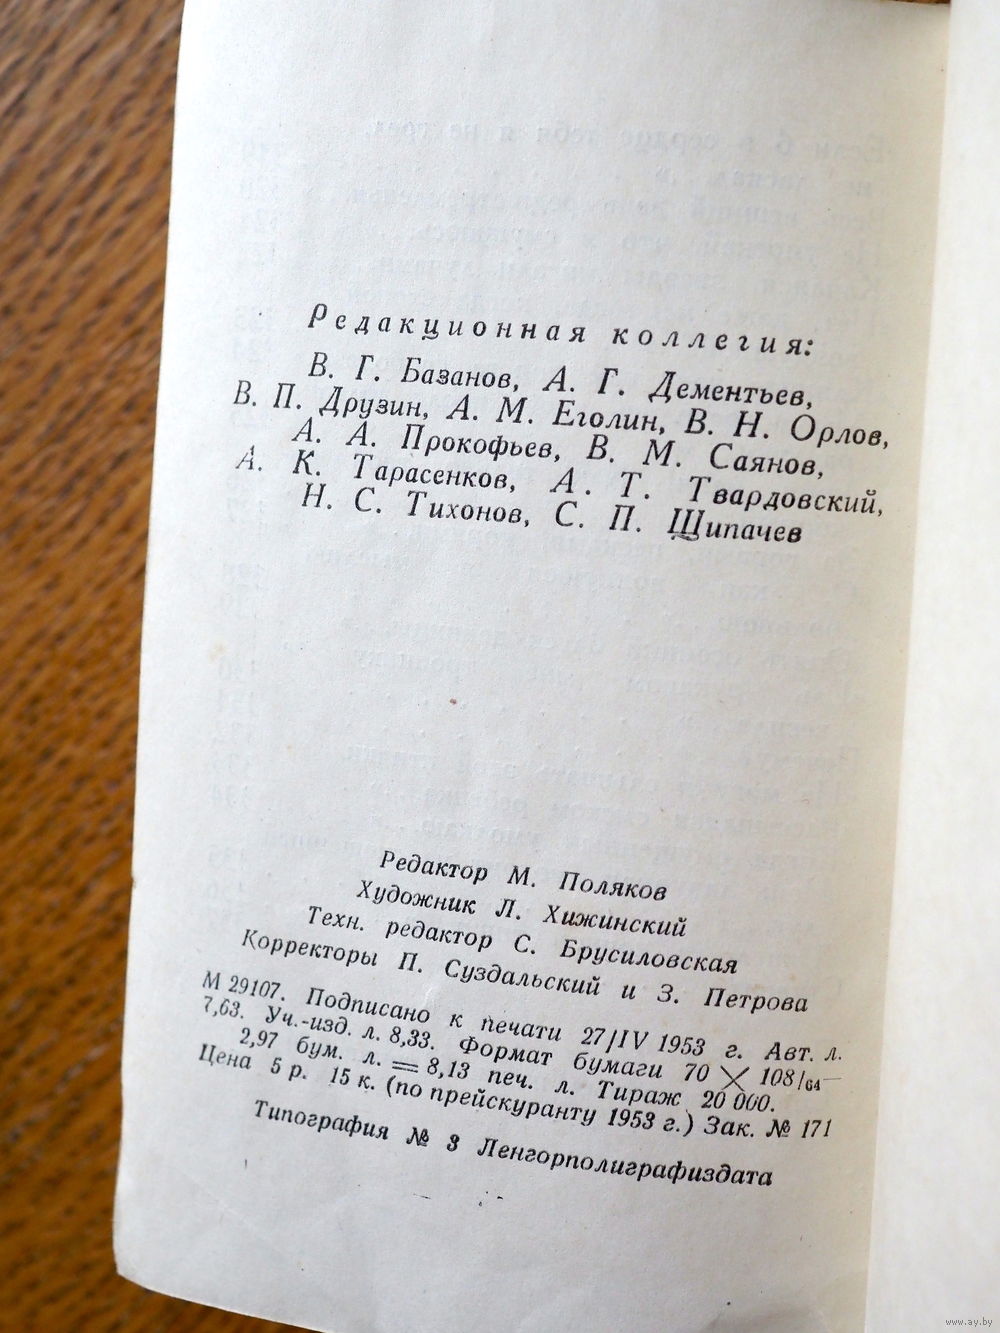 Редакционная коллегия:
В. Г. Базанов, А. Г. Дементьев,
В. П. Друзин, А. М. Еголин, В. Н. Орлов,
А. А. Прокофьев, В. М. Саянов,
А. К. Тарасенков, А. Т. Твардовский,
Н. С. Тихонов, С. П. Щипачев
Редактор М. Поляков
Художник Л. Хижинский
Техн. редактор С. Брусиловская
Корректоры П. Суздальский и З. Петрова
М 29107. Подписано к печати 27/IV 1953 г. Авт. л.
7,63. Уч.-изд. л. 8,33. Формат бумаги 70 × 108/64—
2,97 бум. л. = 8,13 печ. л. Тираж 20 000.
Цена 5 р. 15 к. (по прейскуранту 1953 г.) Зак. № 171
Типография № 3 Ленгорполиграфиздата
www.ay.by